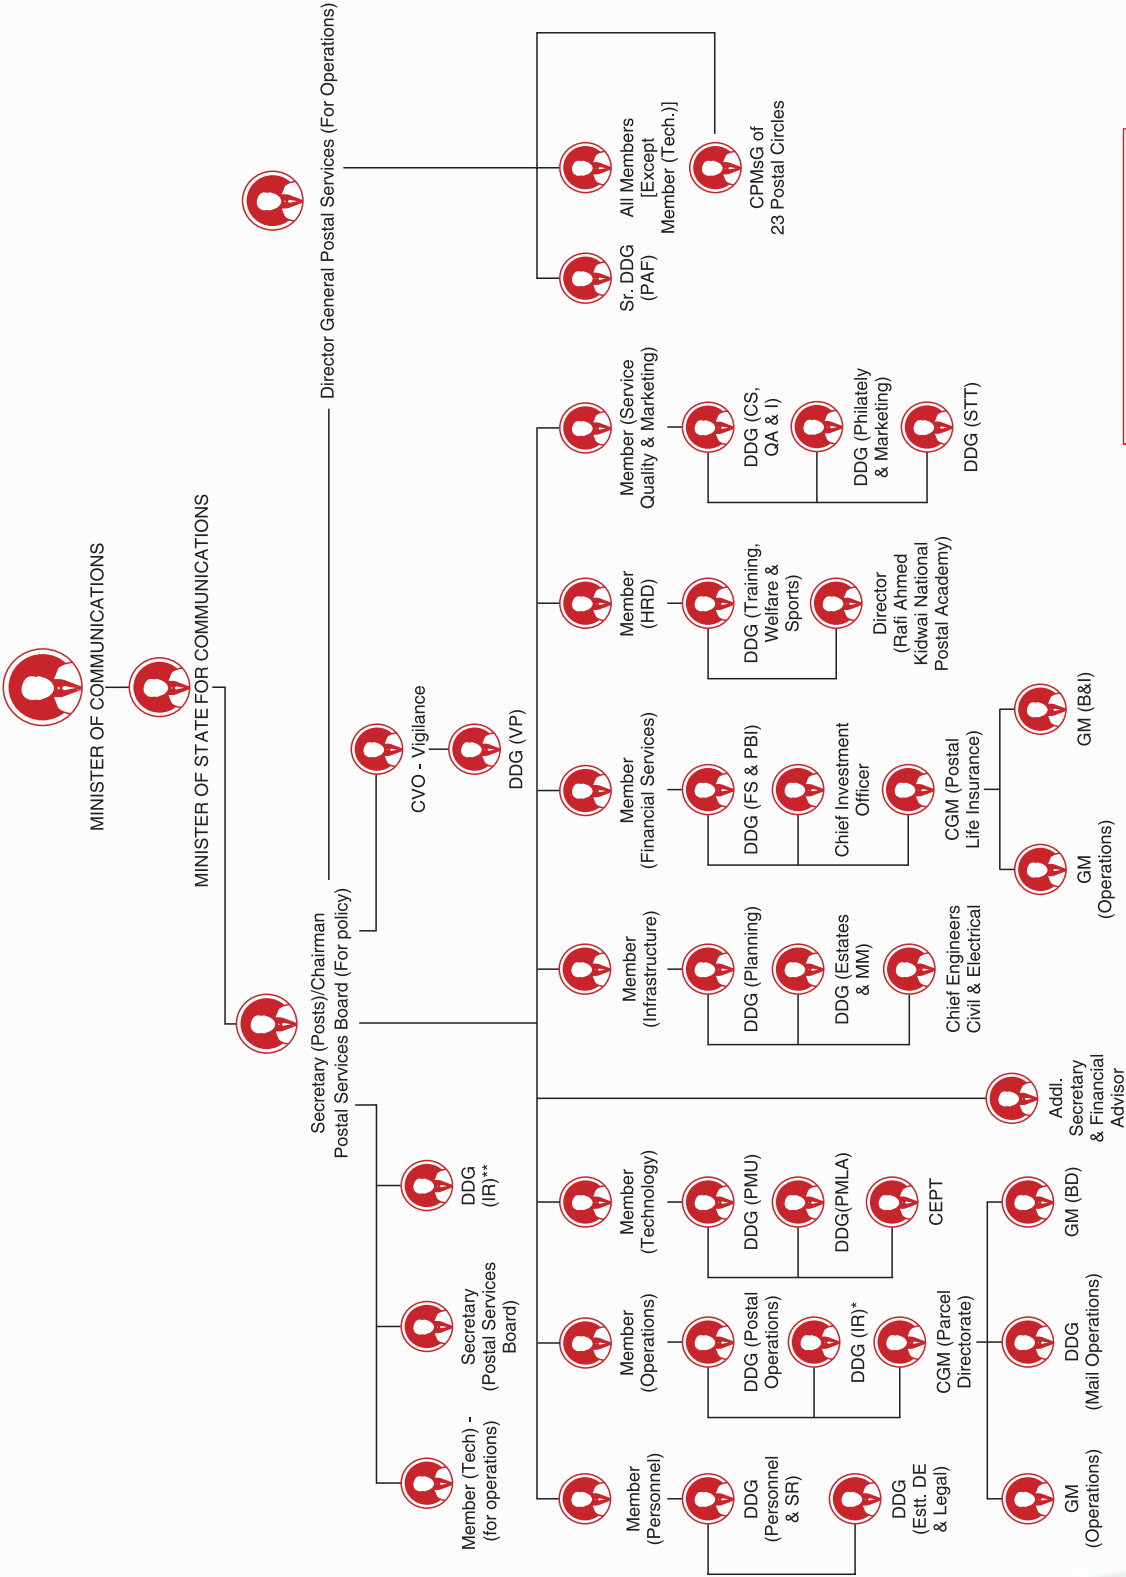 MINISTER OF COMMUNICATIONS
MINISTER OF STATE FOR COMMUNICATIONS
Secretary (Posts)/Chairman
Postal Services Board (For policy)
Director General Postal Services (For Operations)
Member (Tech) -
(for operations)
Secretary
(Postal Services
Board)
DDG
(IR)**
CVO - Vigilance
DDG (VP)
Member
(Personnel)
DDG
(Personnel
& SR)
DDG
(Estt. DE
& Legal)
Member
(Operations)
DDG (Postal
Operations)
DDG (IR)*
CGM (Parcel
Directorate)
GM
(Operations)
DDG
(Mail Operations)
GM (BD)
Member
(Technology)
DDG (PMU)
DDG(PMLA)
CEPT
Addl.
Secretary
& Financial
Advisor
Member
(Infrastructure)
DDG (Planning)
DDG (Estates
& MM)
Chief Engineers
Civil & Electrical
Member
(Financial Services)
DDG (FS & PBI)
Chief Investment
Officer
CGM (Postal
Life Insurance)
GM
(Operations)
GM (B&I)
Member
(HRD)
DDG (Training,
Welfare &
Sports)
Director
(Rafi Ahmed
Kidwai National
Postal Academy)
Member (Service
Quality & Marketing)
DDG (CS,
QA & I)
DDG (Philately
& Marketing)
DDG (STT)
Sr. DDG
(PAF)
All Members
[Except
Member (Tech.)]
CPMsG of
23 Postal Circles